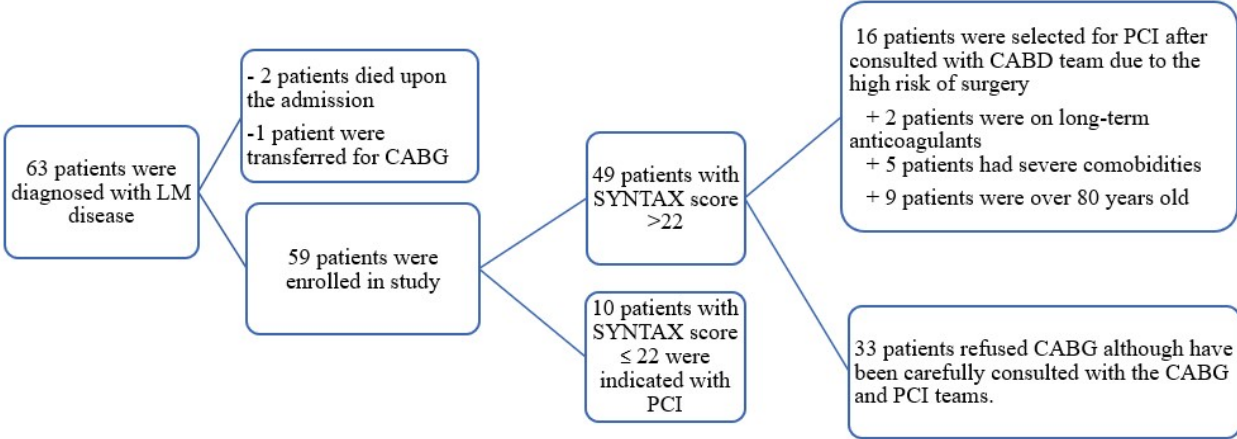 63 patients were
diagnosed with LM
disease
- 2 patients died upon
the admission
-1 patient were
transferred for CABG
59 patients were
enrolled in study
49 patients with
SYNTAX score
>22
10 patients with
SYNTAX score
≤ 22 were
indicated with
PCI
16 patients were selected for PCI after
consulted with CABD team due to the
high risk of surgery
+ 2 patients were on long-term
anticoagulants
+ 5 patients had severe comobidities
+ 9 patients were over 80 years old
33 patients refused CABG although have
been carefully consulted with the CABG
and PCI teams.